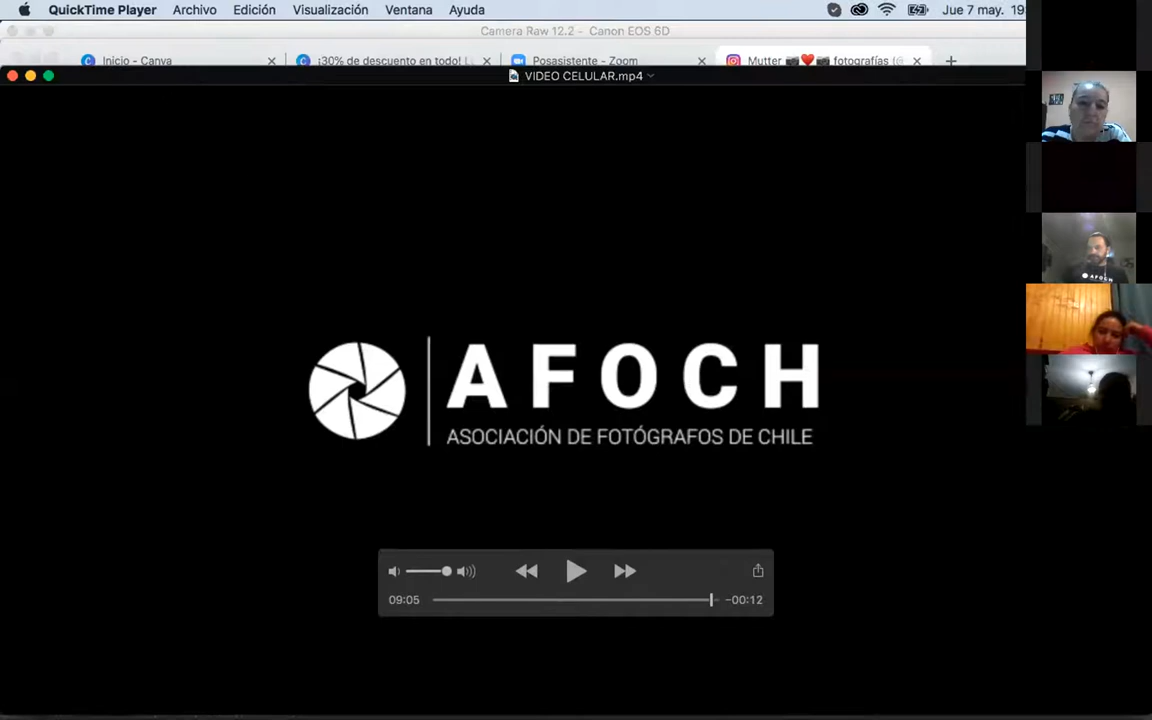 QuickTime Player Archivo Edición Visualización Ventana Ayuda Jue 7 may. 19
Camera Raw 12.2 - Canon EOS 6D
Inicio - Canva ¡30% de descuento en todo! Posasistente - Zoom Mutter 📷❤️📷 fotografías (@
VIDEO CELULAR.mp4
AFOCH
AFOCH
ASOCIACIÓN DE FOTÓGRAFOS DE CHILE
09:05 -00:12